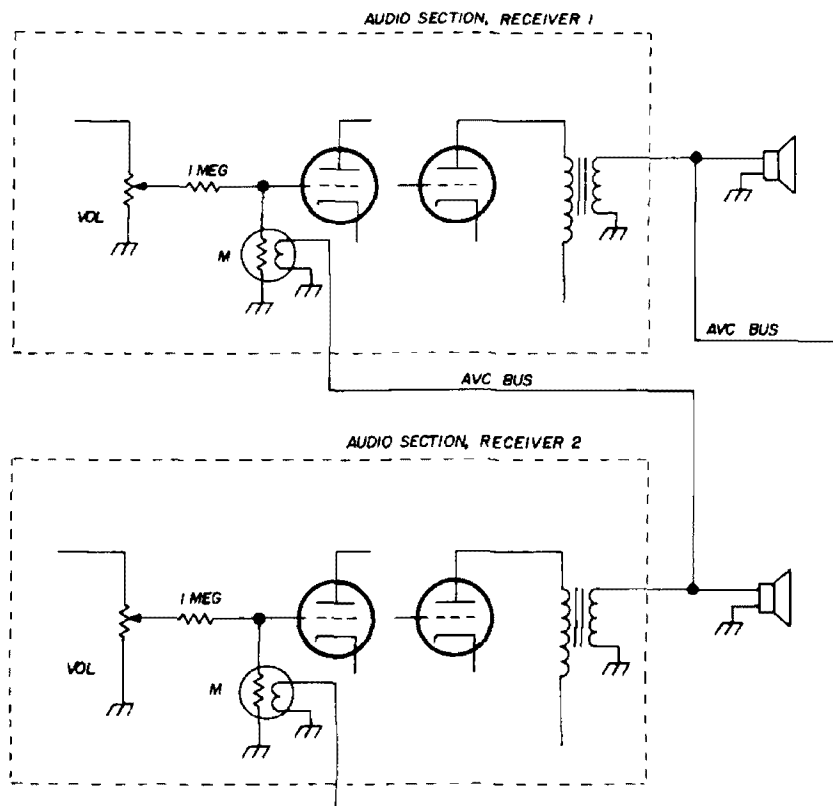 AUDIO SECTION, RECEIVER 1
1 MEG
VOL
M
AVC BUS
AVC BUS
AUDIO SECTION, RECEIVER 2
1 MEG
VOL
M